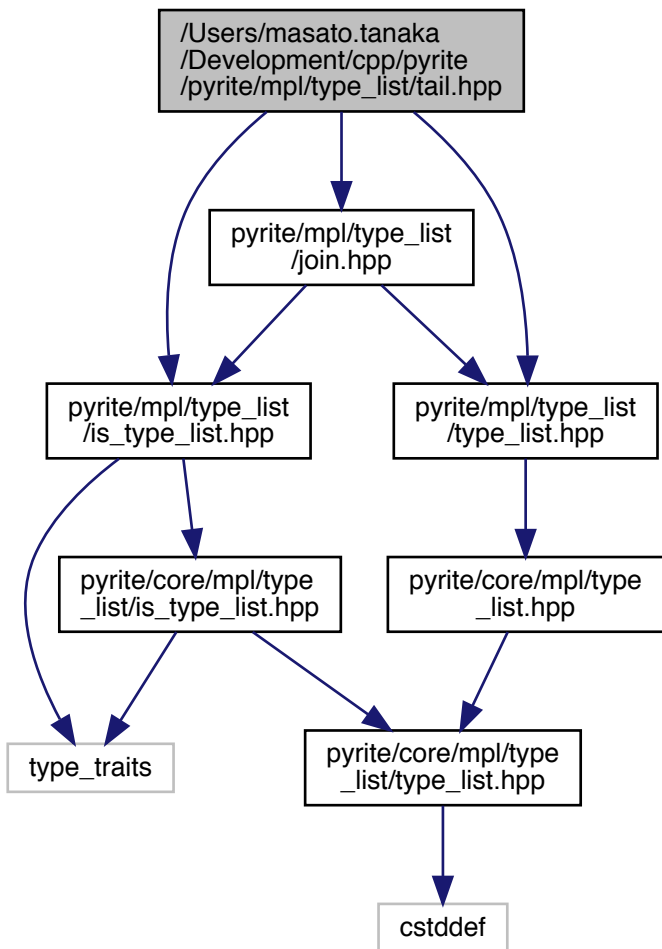 /Users/masato.tanaka
/Development/cpp/pyrite
/pyrite/mpl/type_list/tail.hpp
pyrite/mpl/type_list
/join.hpp
pyrite/mpl/type_list
/is_type_list.hpp
pyrite/mpl/type_list
/type_list.hpp
pyrite/core/mpl/type
_list/is_type_list.hpp
pyrite/core/mpl/type
_list.hpp
type_traits
pyrite/core/mpl/type
_list/type_list.hpp
cstddef